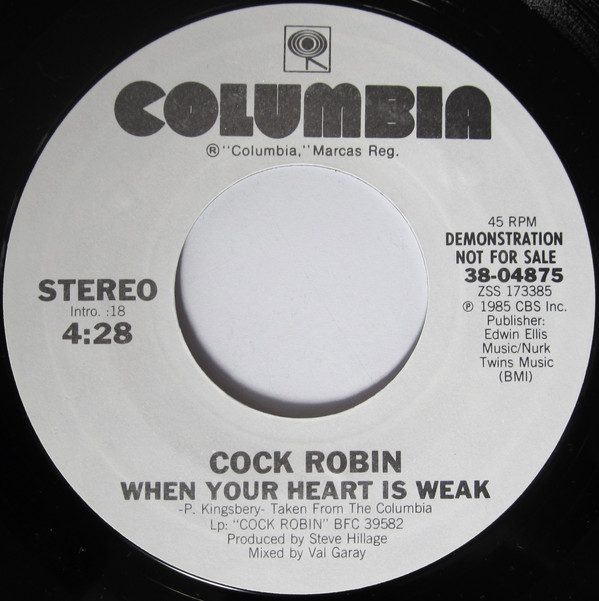 COLUMBIA
® "Columbia," Marcas Reg.
STEREO
Intro. :18
4:28
45 RPM
DEMONSTRATION
NOT FOR SALE
38-04875
ZSS 173385
℗ 1985 CBS Inc.
Publisher:
Edwin Ellis
Music/Nurk
Twins Music
(BMI)
COCK ROBIN
WHEN YOUR HEART IS WEAK
-P. Kingsbery- Taken From The Columbia
Lp: "COCK ROBIN" BFC 39582
Produced by Steve Hillage
Mixed by Val Garay